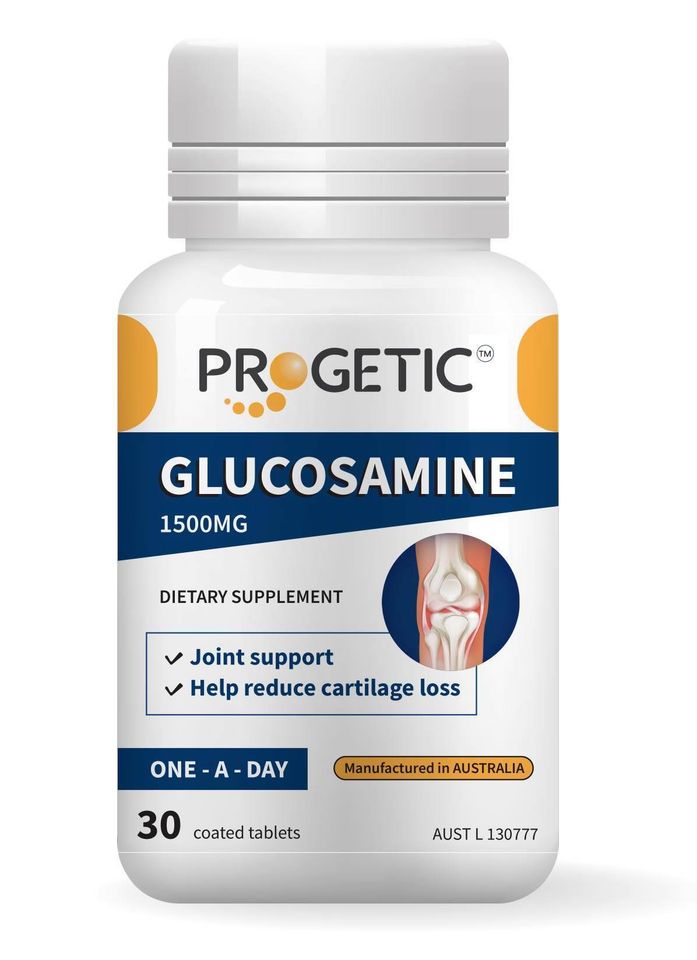 PROGETIC™
GLUCOSAMINE
1500MG
DIETARY SUPPLEMENT
Joint support
Help reduce cartilage loss
ONE - A - DAY
Manufactured in AUSTRALIA
30 coated tablets
AUST L 130777